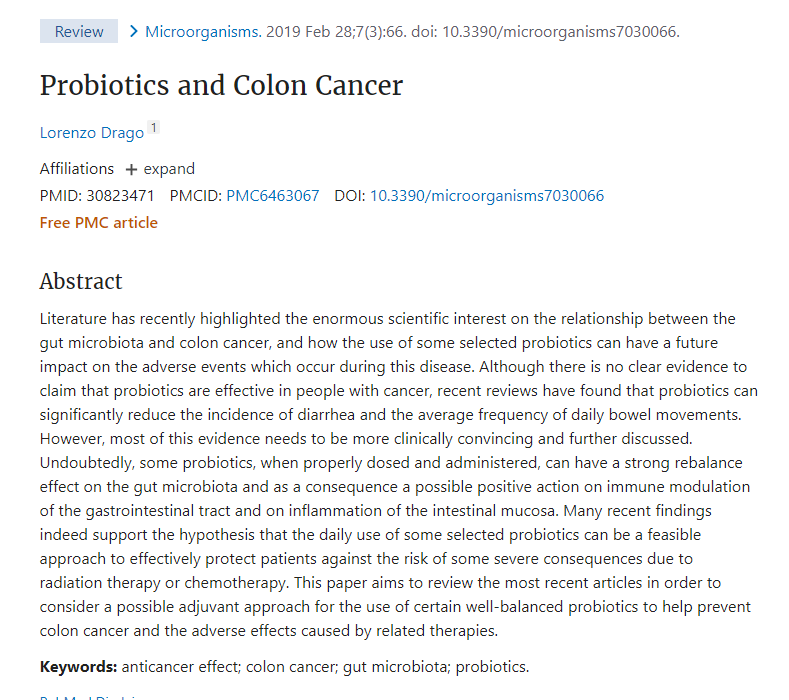 Review > Microorganisms. 2019 Feb 28;7(3):66. doi: 10.3390/microorganisms7030066.
Probiotics and Colon Cancer
Lorenzo Drago 1
Affiliations + expand
PMID: 30823471 PMCID: PMC6463067 DOI: 10.3390/microorganisms7030066
Free PMC article
Abstract
Literature has recently highlighted the enormous scientific interest on the relationship between the
gut microbiota and colon cancer, and how the use of some selected probiotics can have a future
impact on the adverse events which occur during this disease. Although there is no clear evidence to
claim that probiotics are effective in people with cancer, recent reviews have found that probiotics can
significantly reduce the incidence of diarrhea and the average frequency of daily bowel movements.
However, most of this evidence needs to be more clinically convincing and further discussed.
Undoubtedly, some probiotics, when properly dosed and administered, can have a strong rebalance
effect on the gut microbiota and as a consequence a possible positive action on immune modulation
of the gastrointestinal tract and on inflammation of the intestinal mucosa. Many recent findings
indeed support the hypothesis that the daily use of some selected probiotics can be a feasible
approach to effectively protect patients against the risk of some severe consequences due to
radiation therapy or chemotherapy. This paper aims to review the most recent articles in order to
consider a possible adjuvant approach for the use of certain well-balanced probiotics to help prevent
colon cancer and the adverse effects caused by related therapies.
Keywords: anticancer effect; colon cancer; gut microbiota; probiotics.